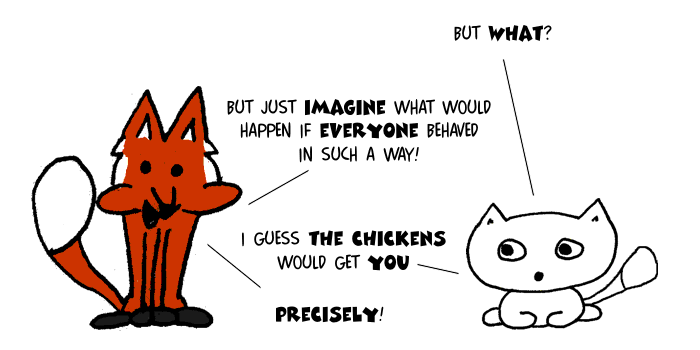 BUT WHAT?
BUT JUST IMAGINE WHAT WOULD
HAPPEN IF EVERYONE BEHAVED
IN SUCH A WAY!
I GUESS THE CHICKENS
WOULD GET YOU
PRECISELY!